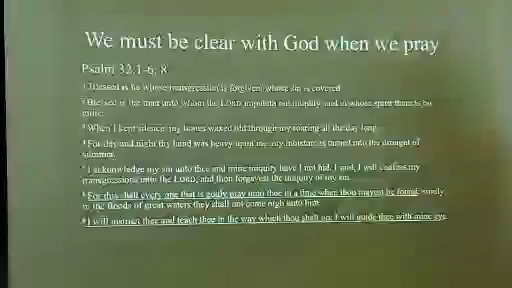 We must be clear with God when we pray
Psalm 32:1-6; 8
1 Blessed is he whose transgression is forgiven, whose sin is covered.
2 Blessed is the man unto whom the LORD imputeth not iniquity, and in whose spirit there is no
guile.
3 When I kept silence, my bones waxed old through my roaring all the day long.
4 For day and night thy hand was heavy upon me: my moisture is turned into the drought of
summer.
5 I acknowledge my sin unto thee, and mine iniquity have I not hid. I said, I will confess my
transgressions unto the LORD; and thou forgavest the iniquity of my sin.
6 For this shall every one that is godly pray unto thee in a time when thou mayest be found: surely
in the floods of great waters they shall not come nigh unto him.
8 I will instruct thee and teach thee in the way which thou shalt go: I will guide thee with mine eye.